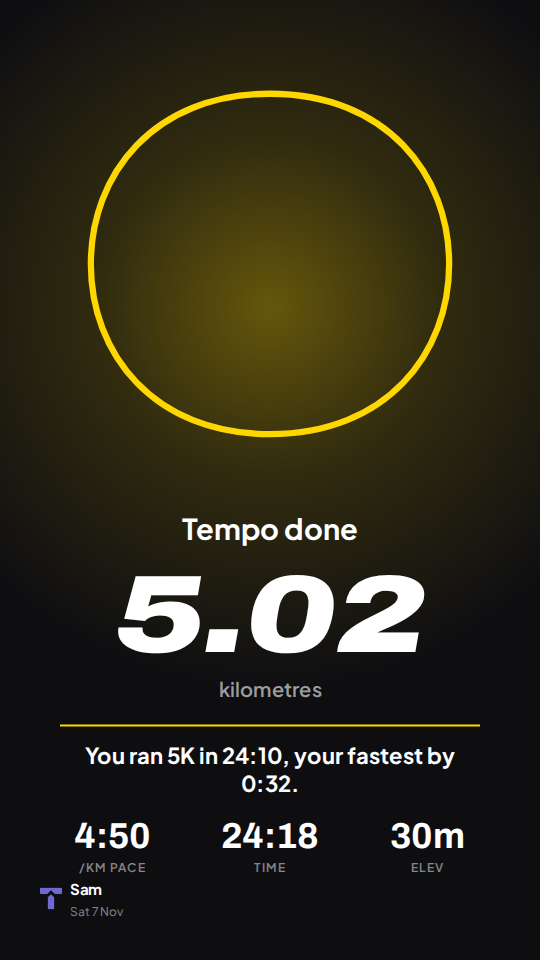 Tempo done
5.02
kilometres
You ran 5K in 24:10, your fastest by
0:32.
4:50 24:18 30m
/KM PACE TIME ELEV
Sam
Sat 7 Nov